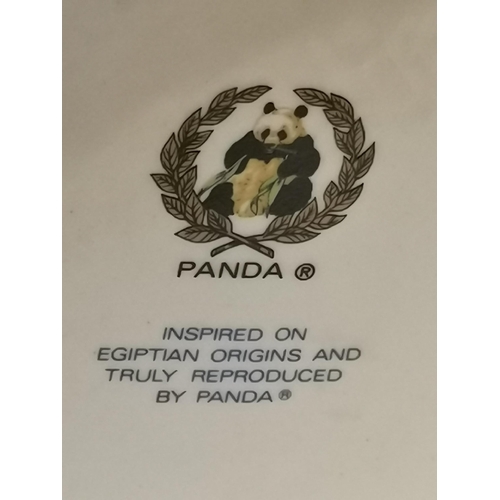 PANDA ®
INSPIRED ON
EGIPTIAN ORIGINS AND
TRULY REPRODUCED
BY PANDA ®